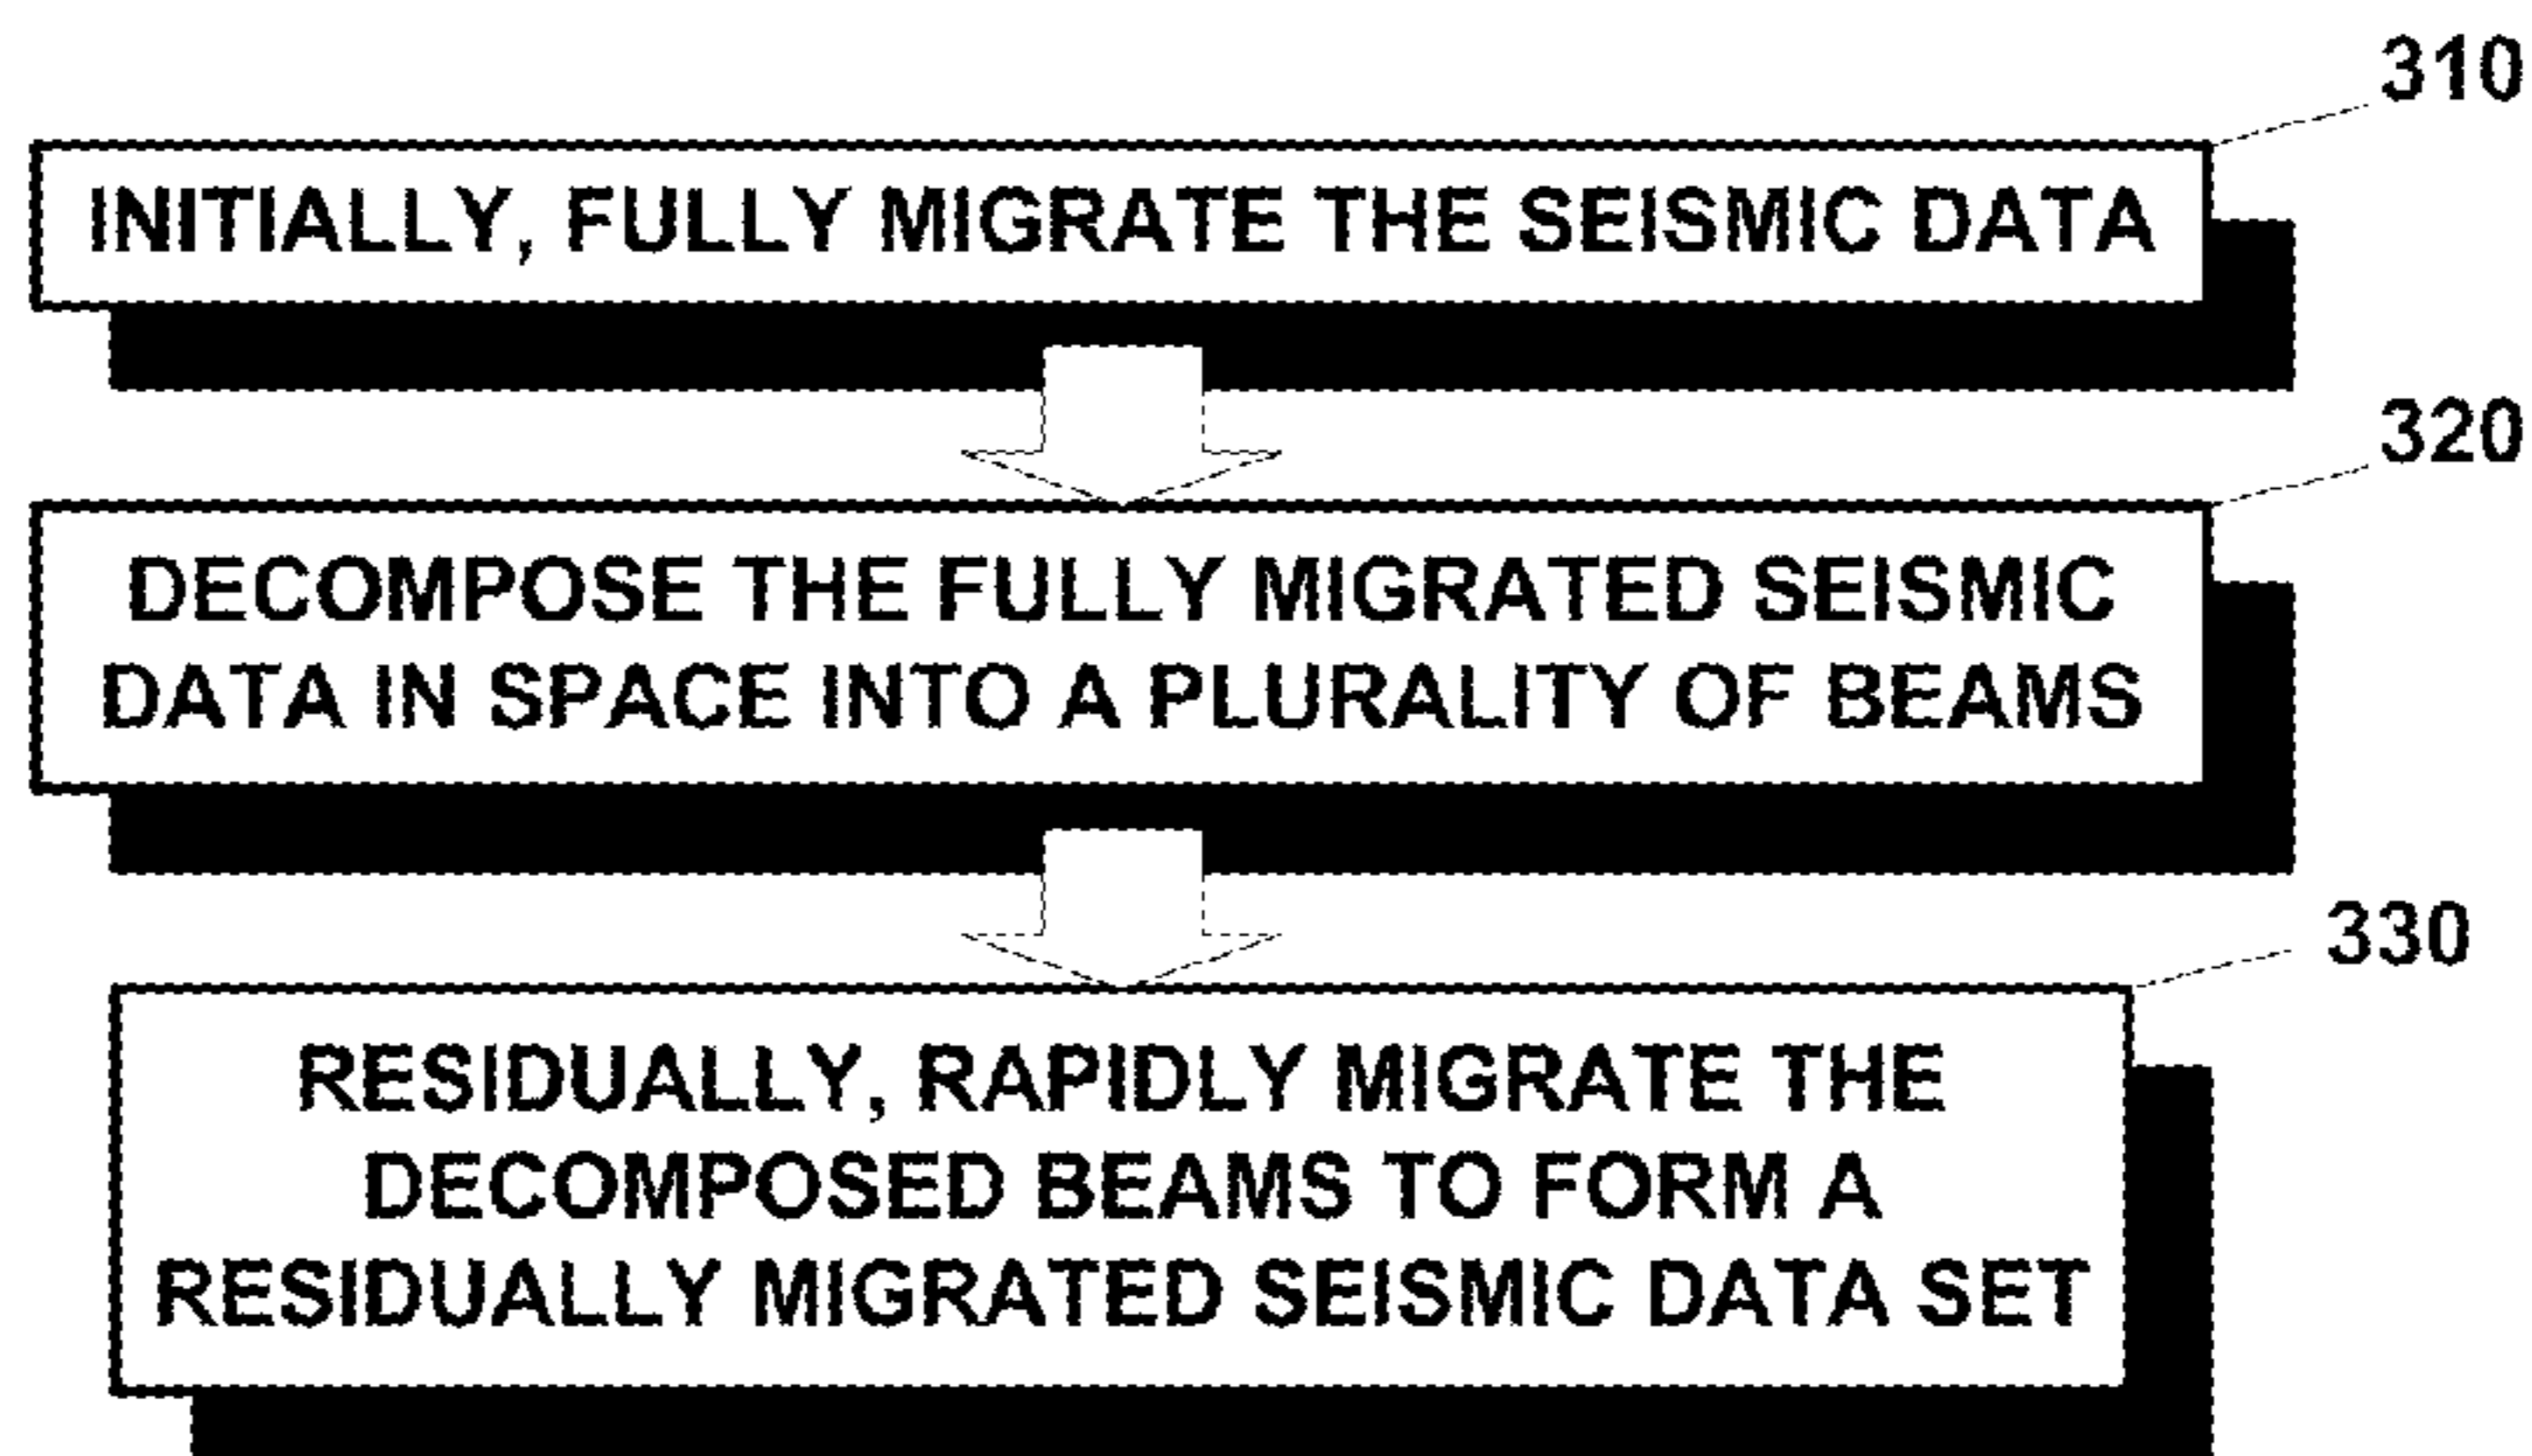 310
INITIALLY, FULLY MIGRATE THE SEISMIC DATA
320
DECOMPOSE THE FULLY MIGRATED SEISMIC
DATA IN SPACE INTO A PLURALITY OF BEAMS
330
RESIDUALLY, RAPIDLY MIGRATE THE
DECOMPOSED BEAMS TO FORM A
RESIDUALLY MIGRATED SEISMIC DATA SET